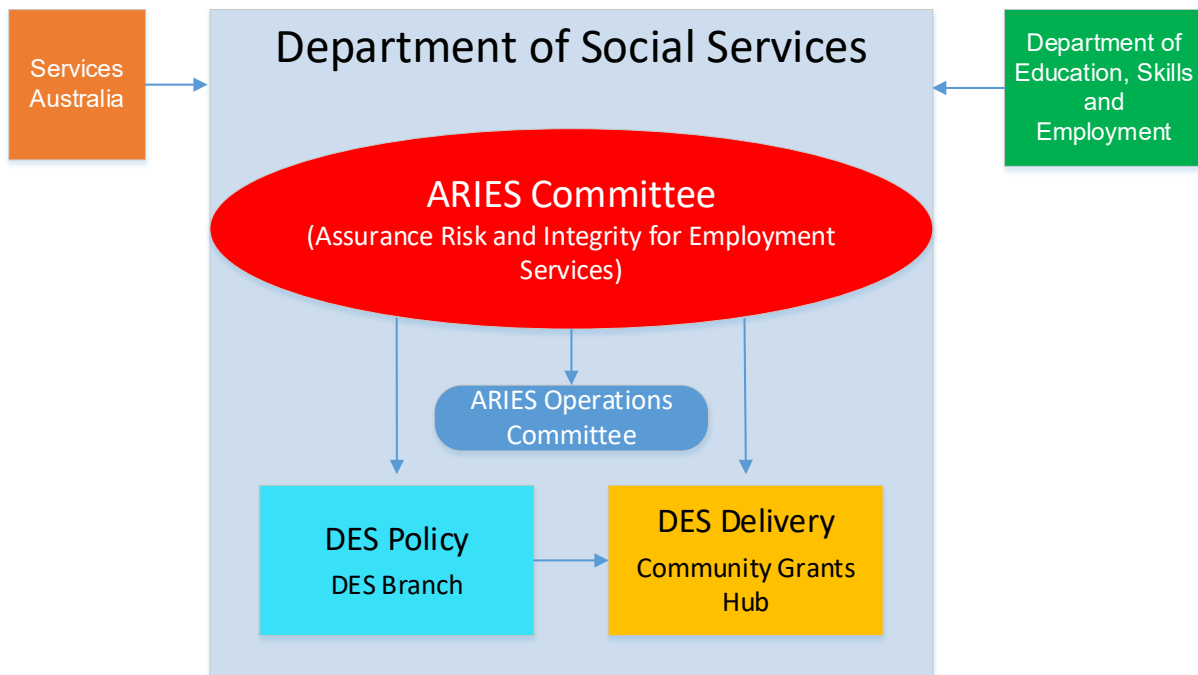 Department of Social Services
Services
Australia
Department of
Education, Skills
and
Employment
ARIES Committee
(Assurance Risk and Integrity for Employment
Services)
ARIES Operations
Committee
DES Policy
DES Branch
DES Delivery
Community Grants
Hub